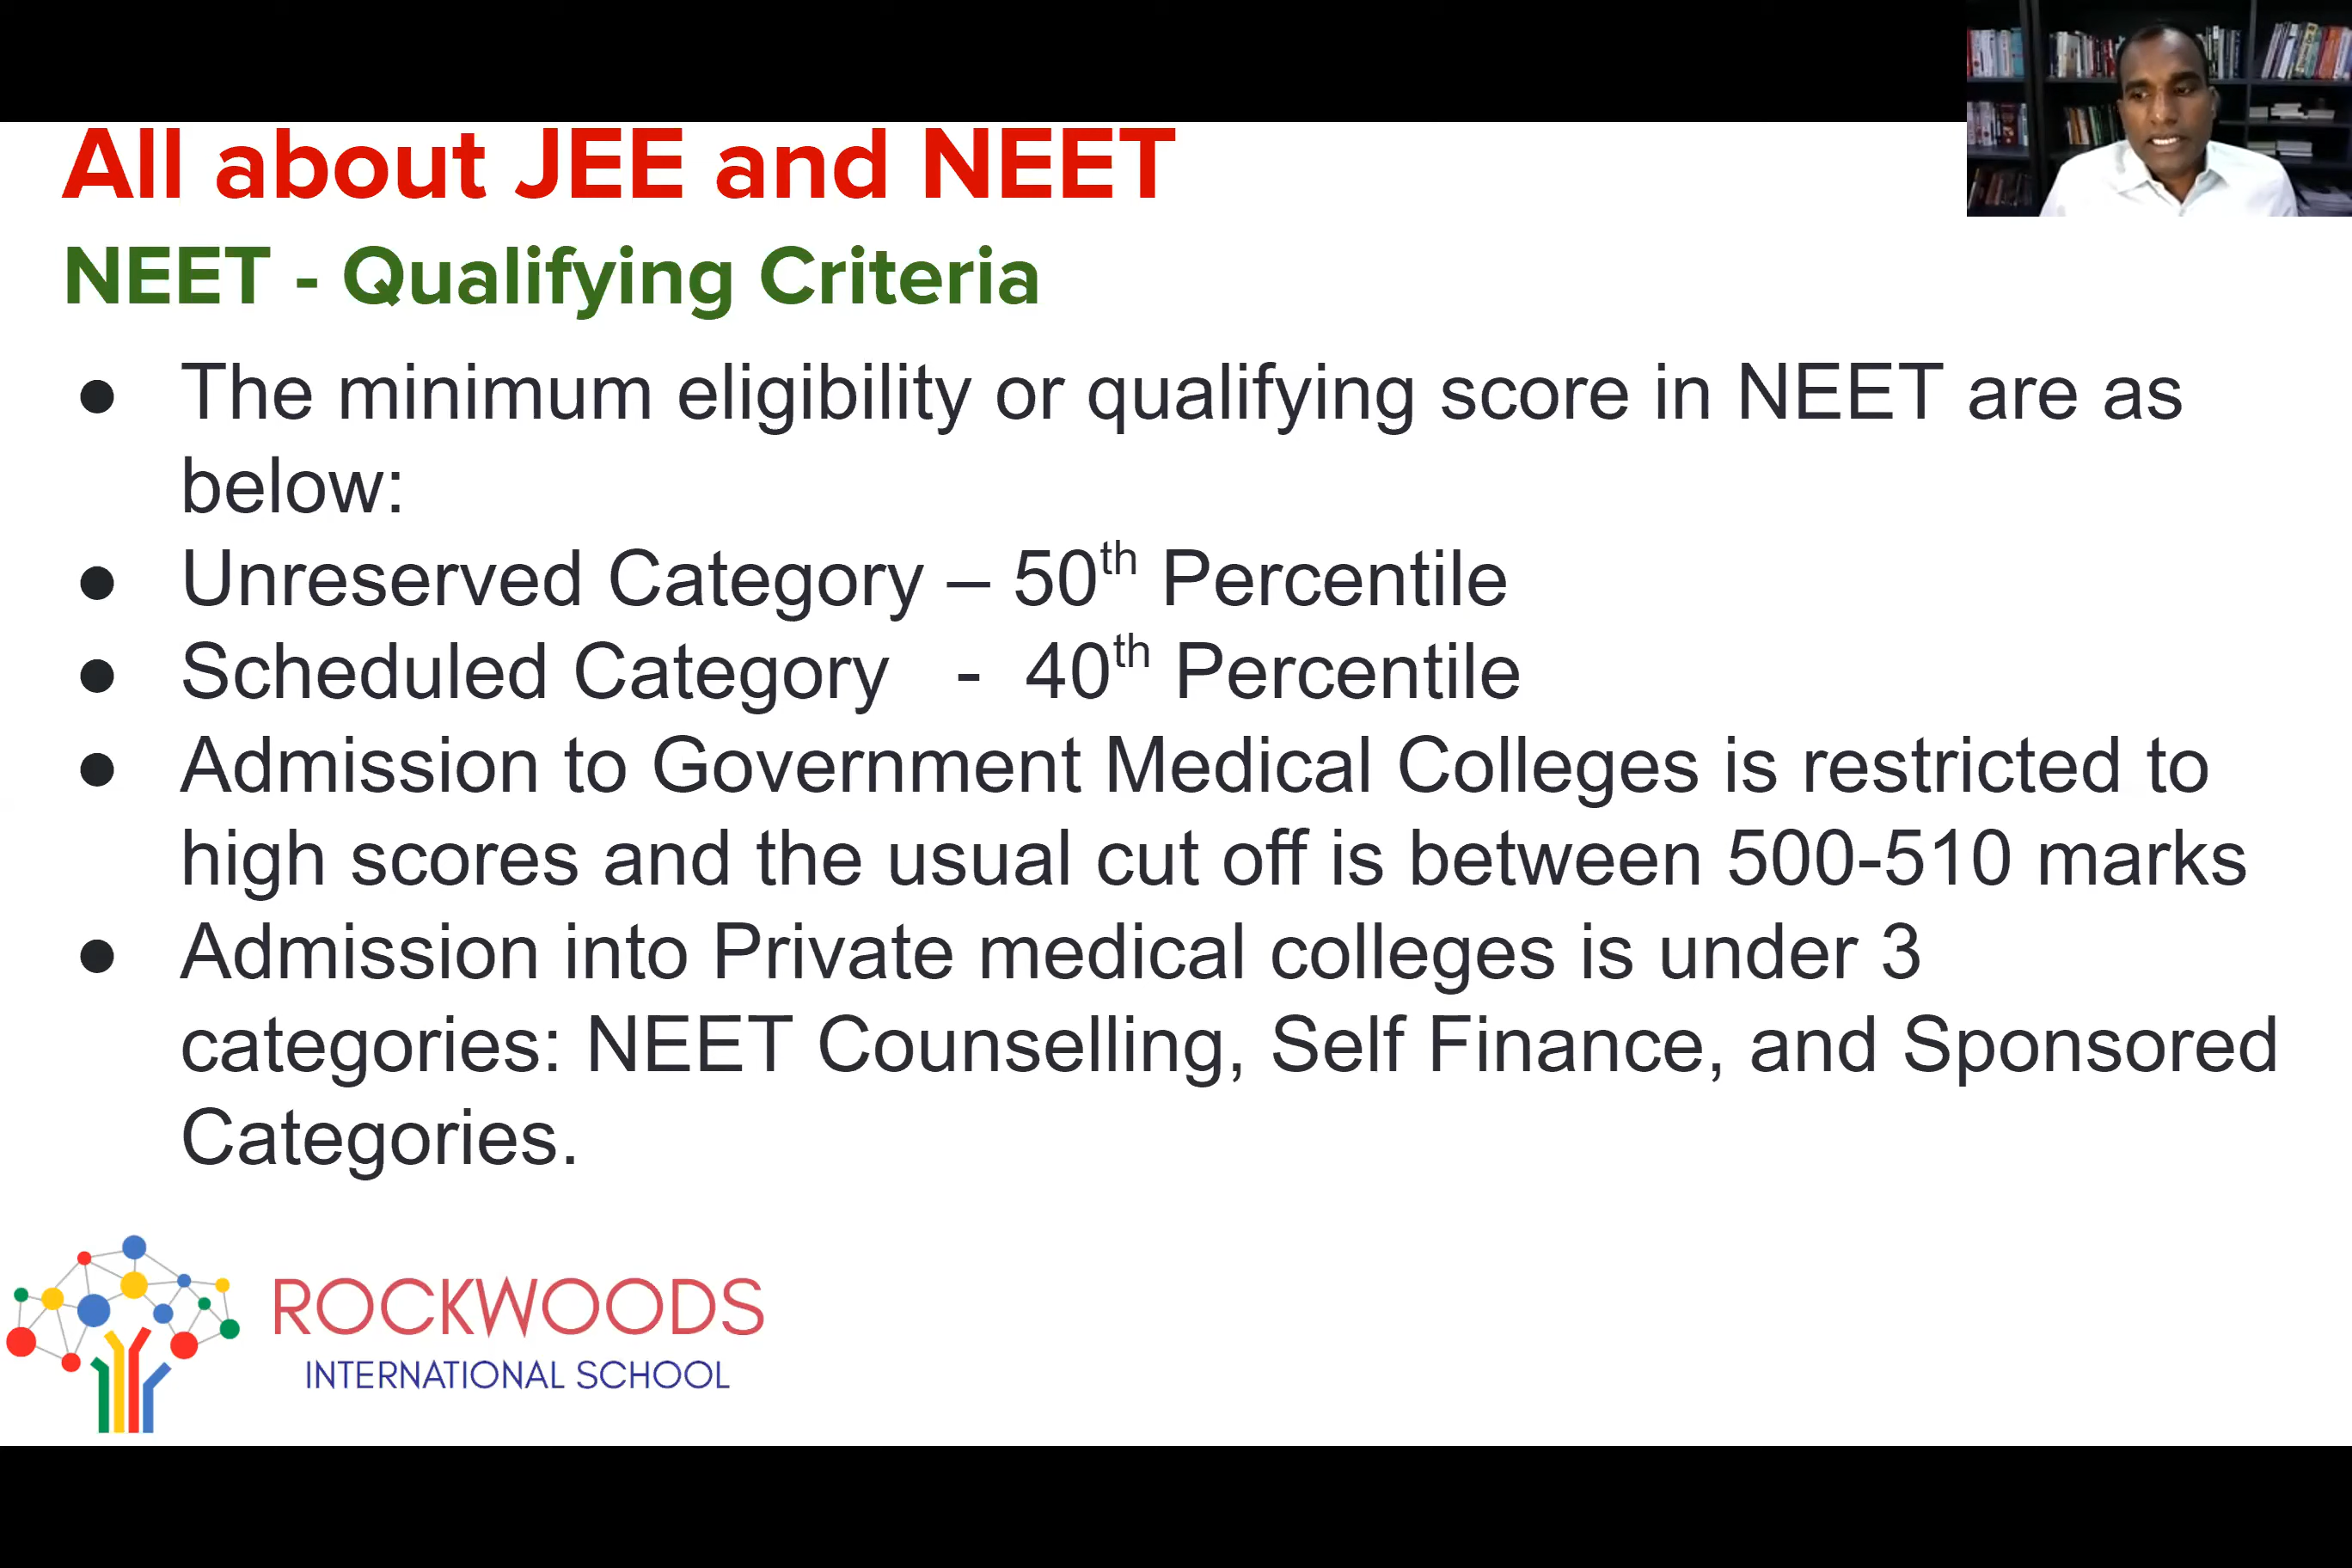 All about JEE and NEET
NEET - Qualifying Criteria
● The minimum eligibility or qualifying score in NEET are as
below:
● Unreserved Category – 50th Percentile
● Scheduled Category - 40th Percentile
● Admission to Government Medical Colleges is restricted to
high scores and the usual cut off is between 500-510 marks
● Admission into Private medical colleges is under 3
categories: NEET Counselling, Self Finance, and Sponsored
Categories.
ROCKWOODS
INTERNATIONAL SCHOOL